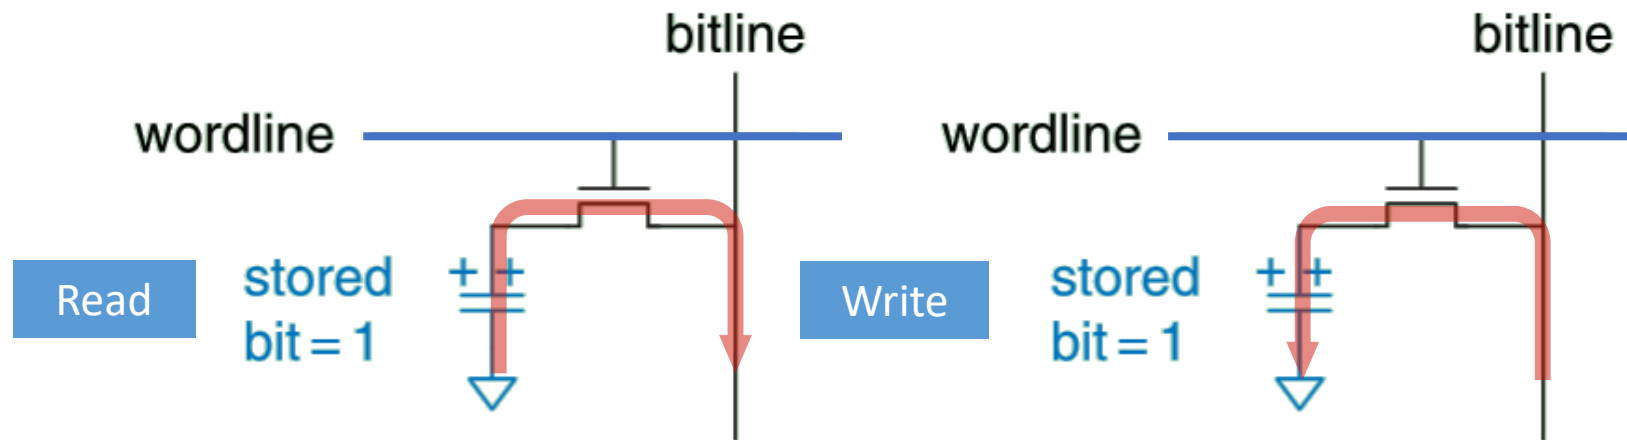 bitline
wordline
Read
stored
bit = 1
+ +
bitline
wordline
Write
stored
bit = 1
+ +